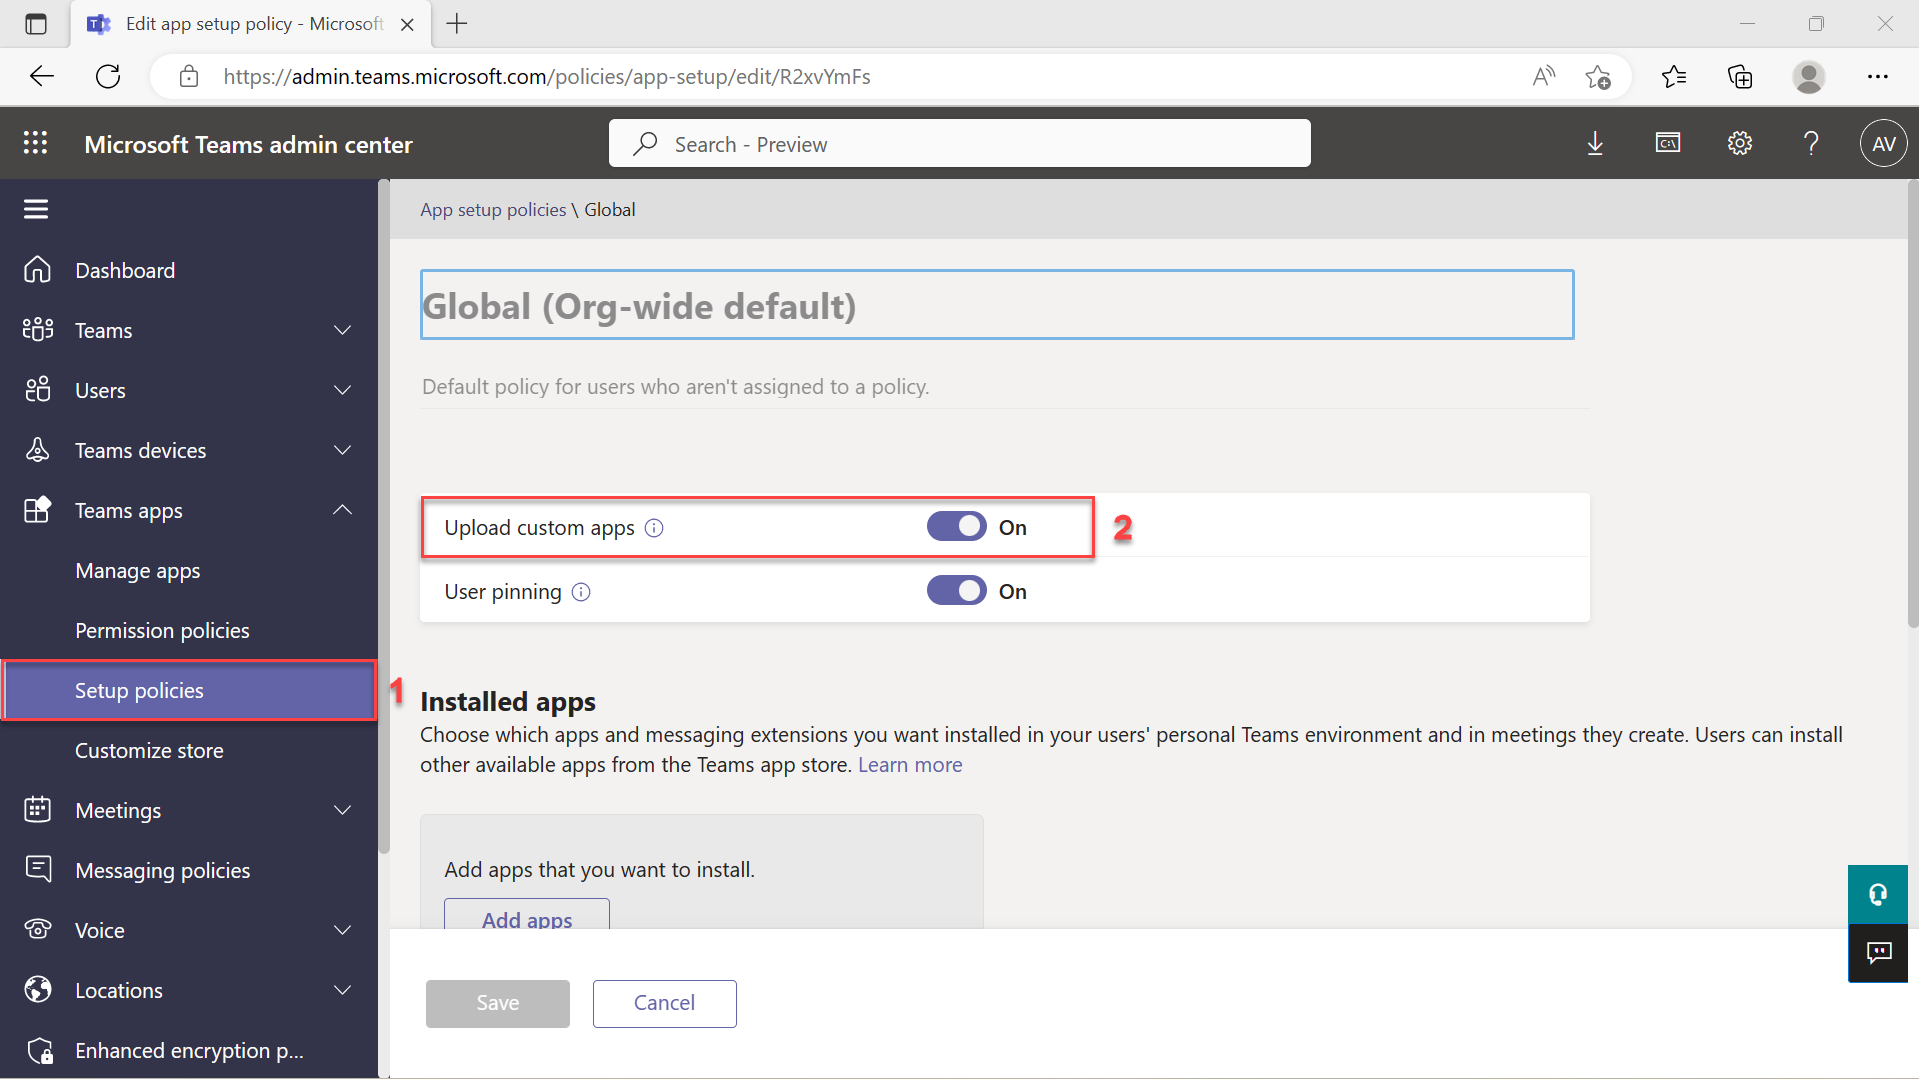 Edit app setup policy - Microsoft
https://admin.teams.microsoft.com/policies/app-setup/edit/R2xvYmFs
Microsoft Teams admin center
Search - Preview
C:\
?
AV
App setup policies \ Global
Dashboard
Teams
Users
Teams devices
Teams apps
Manage apps
Permission policies
Setup policies
1
Customize store
Meetings
Messaging policies
Voice
Locations
Enhanced encryption p...
Global (Org-wide default)
Default policy for users who aren't assigned to a policy.
Upload custom apps On
2
User pinning On
Installed apps
Choose which apps and messaging extensions you want installed in your users' personal Teams environment and in meetings they create. Users can install
other available apps from the Teams app store. Learn more
Add apps that you want to install.
Add apps
Save
Cancel